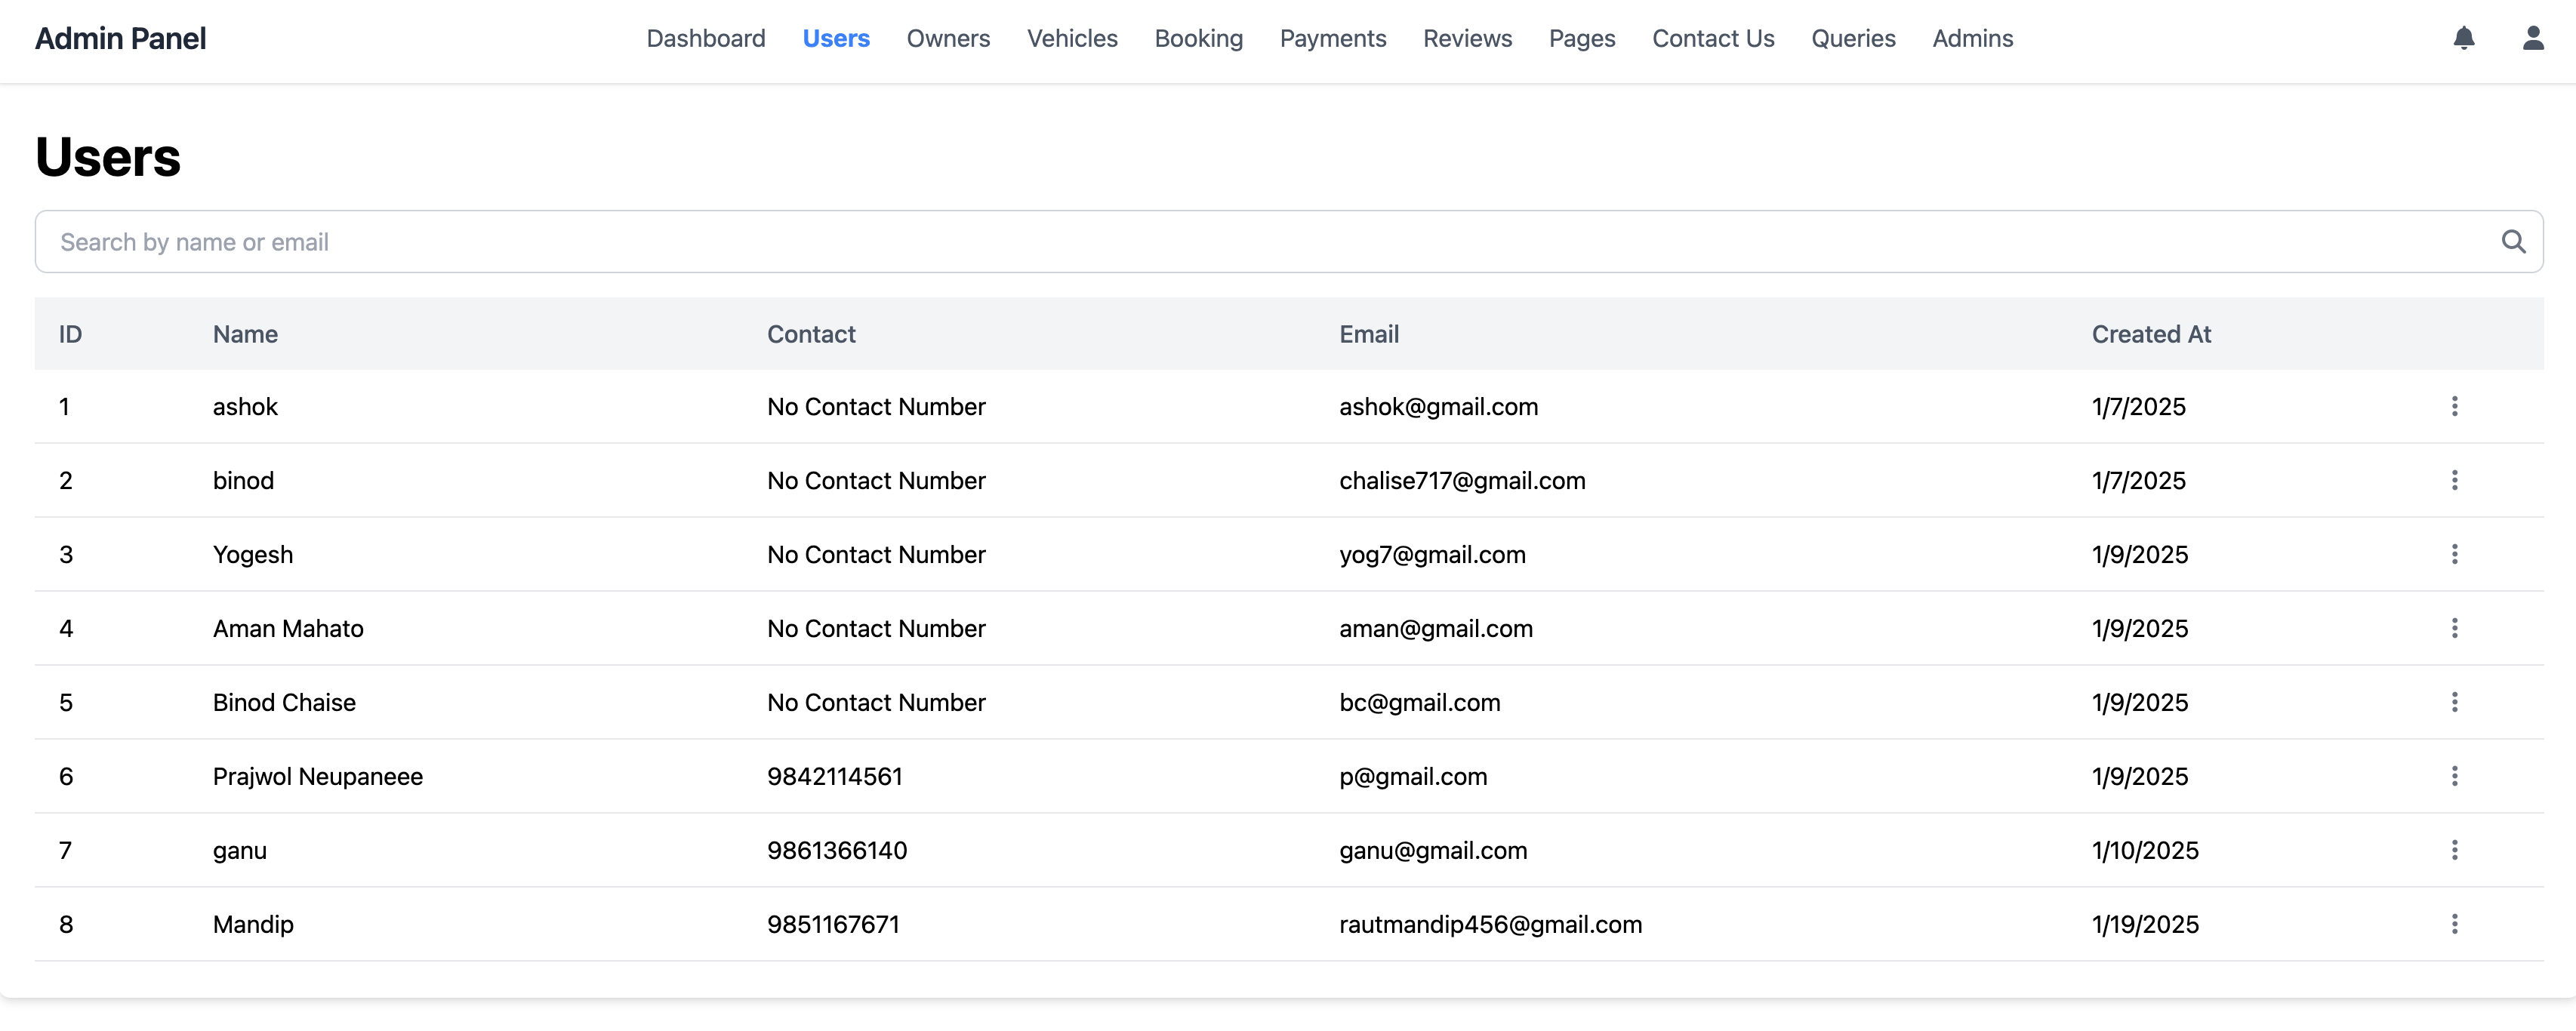 Admin Panel Dashboard Users Owners Vehicles Booking Payments Reviews Pages Contact Us Queries Admins
Users
Search by name or email
ID Name Contact Email Created At
1 ashok No Contact Number ashok@gmail.com 1/7/2025
2 binod No Contact Number chalise717@gmail.com 1/7/2025
3 Yogesh No Contact Number yog7@gmail.com 1/9/2025
4 Aman Mahato No Contact Number aman@gmail.com 1/9/2025
5 Binod Chaise No Contact Number bc@gmail.com 1/9/2025
6 Prajwol Neupaneee 9842114561 p@gmail.com 1/9/2025
7 ganu 9861366140 ganu@gmail.com 1/10/2025
8 Mandip 9851167671 rautmandip456@gmail.com 1/19/2025